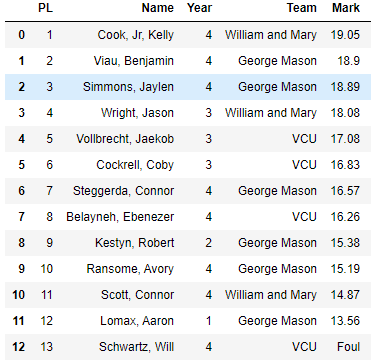 PL Name Year Team Mark
0 1 Cook, Jr, Kelly 4 William and Mary 19.05
1 2 Viau, Benjamin 4 George Mason 18.9
2 3 Simmons, Jaylen 4 George Mason 18.89
3 4 Wright, Jason 3 William and Mary 18.08
4 5 Vollbrecht, Jaekob 3 VCU 17.08
5 6 Cockrell, Coby 3 VCU 16.83
6 7 Steggerda, Connor 4 George Mason 16.57
7 8 Belayneh, Ebenezer 4 VCU 16.26
8 9 Kestyn, Robert 2 George Mason 15.38
9 10 Ransome, Avory 4 George Mason 15.19
10 11 Scott, Connor 4 William and Mary 14.87
11 12 Lomax, Aaron 1 George Mason 13.56
12 13 Schwartz, Will 4 VCU Foul